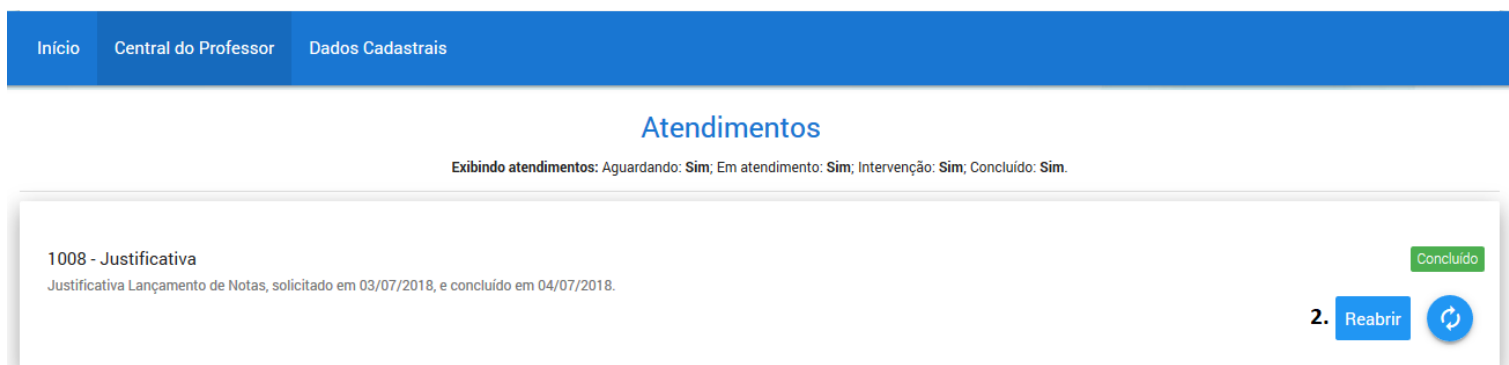 Início Central do Professor Dados Cadastrais
Atendimentos
Exibindo atendimentos: Aguardando: Sim; Em atendimento: Sim; Intervenção: Sim; Concluído: Sim.
1008 - Justificativa
Concluído
Justificativa Lançamento de Notas, solicitado em 03/07/2018, e concluído em 04/07/2018.
2. Reabrir